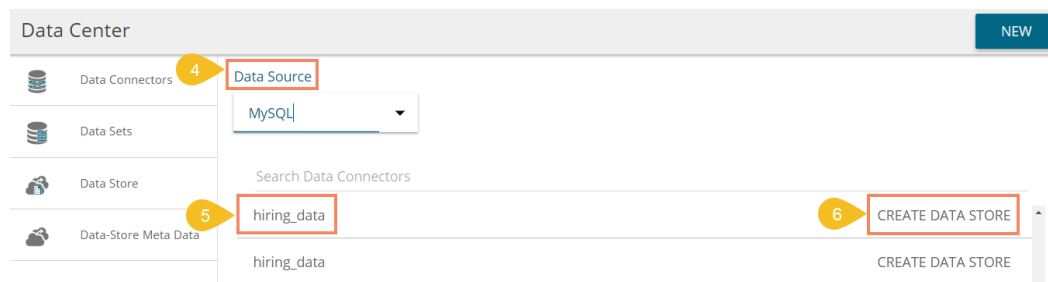 Data Center
NEW
Data Connectors
4
Data Source
MySQL
Data Sets
Search Data Connectors
Data Store
5
hiring_data
6
CREATE DATA STORE
Data-Store Meta Data
hiring_data
CREATE DATA STORE